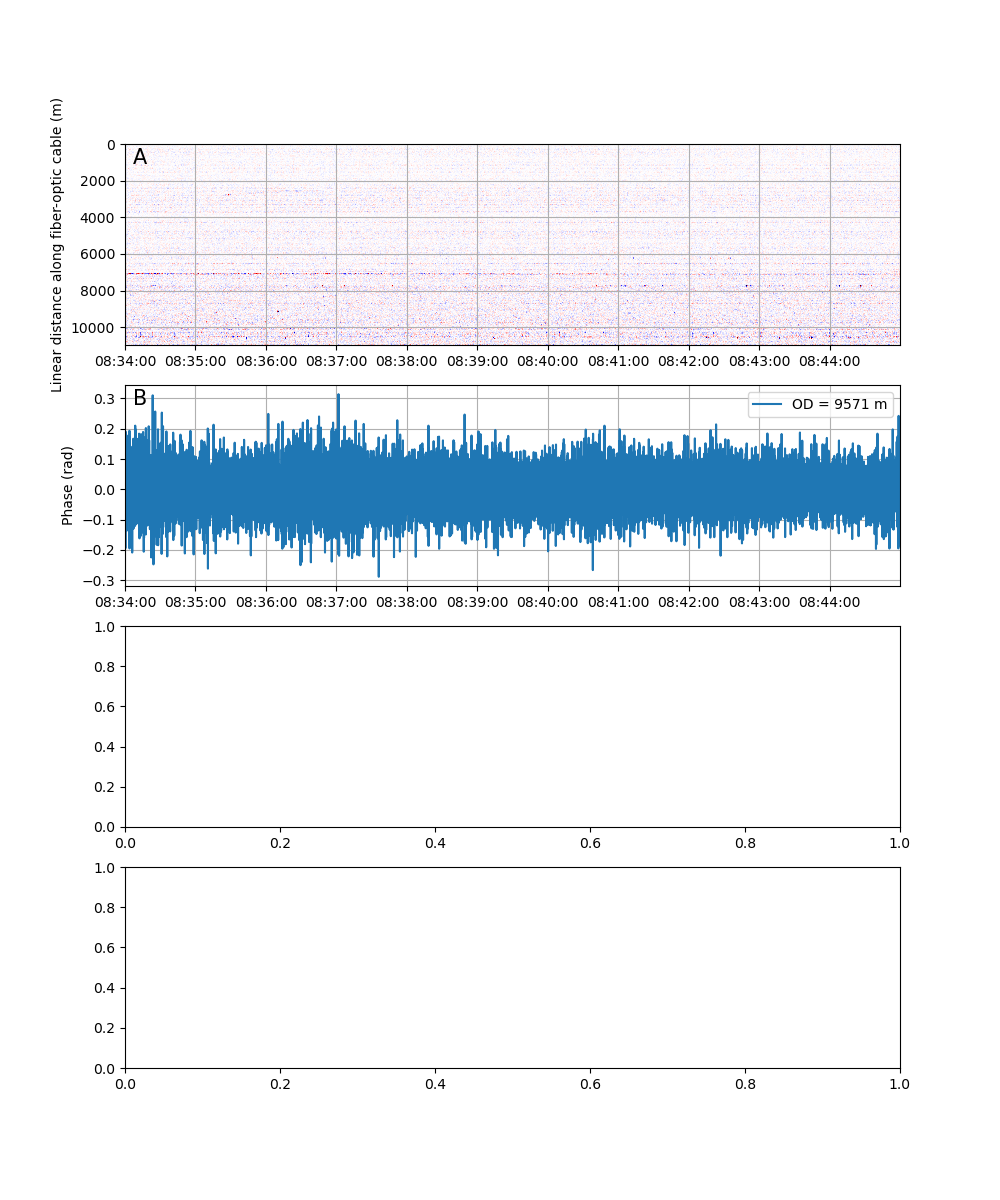 Linear distance along fiber-optic cable (m)
A
0
2000
4000
6000
8000
10000
08:34:00 08:35:00 08:36:00 08:37:00 08:38:00 08:39:00 08:40:00 08:41:00 08:42:00 08:43:00 08:44:00
Phase (rad)
B
OD = 9571 m
0.3
0.2
0.1
0.0
−0.1
−0.2
−0.3
08:34:00 08:35:00 08:36:00 08:37:00 08:38:00 08:39:00 08:40:00 08:41:00 08:42:00 08:43:00 08:44:00
1.0
0.8
0.6
0.4
0.2
0.0
0.0 0.2 0.4 0.6 0.8 1.0
1.0
0.8
0.6
0.4
0.2
0.0
0.0 0.2 0.4 0.6 0.8 1.0